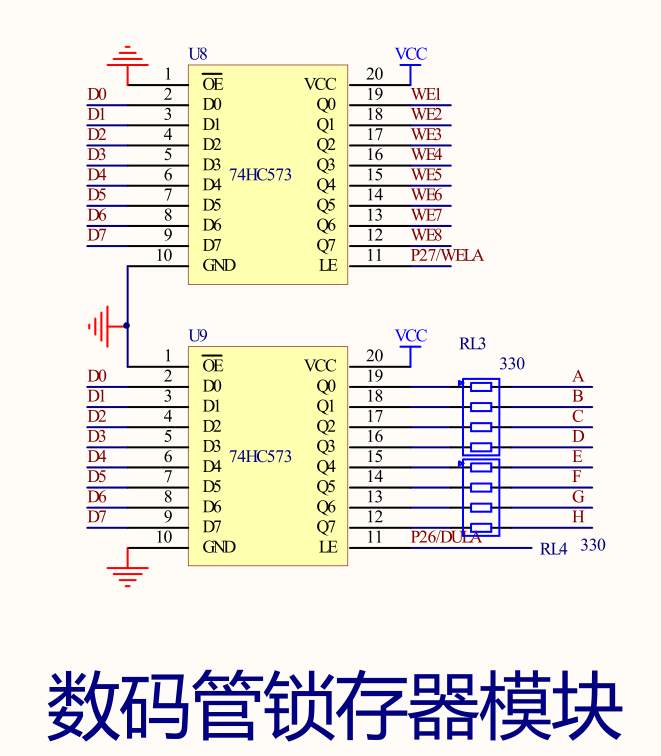 U8
VCC
1 OE VCC 20
D0 2 D0 Q0 19 WE1
D1 3 D1 Q1 18 WE2
D2 4 D2 Q2 17 WE3
D3 5 D3 Q3 16 WE4
D4 6 74HC573 Q4 15 WE5
D5 7 D5 Q5 14 WE6
D6 8 D6 Q6 13 WE7
D7 9 D7 Q7 12 WE8
10 GND LE 11 P27/WELA
U9
VCC
RL3
330
1 OE VCC 20
D0 2 D0 Q0 19 A
D1 3 D1 Q1 18 B
D2 4 D2 Q2 17 C
D3 5 D3 Q3 16 D
D4 6 D4 74HC573 Q4 15 E
D5 7 D5 Q5 14 F
D6 8 D6 Q6 13 G
D7 9 D7 Q7 12 H
10 GND LE 11 P26/DULA
RL4 330
数码管锁存器模块